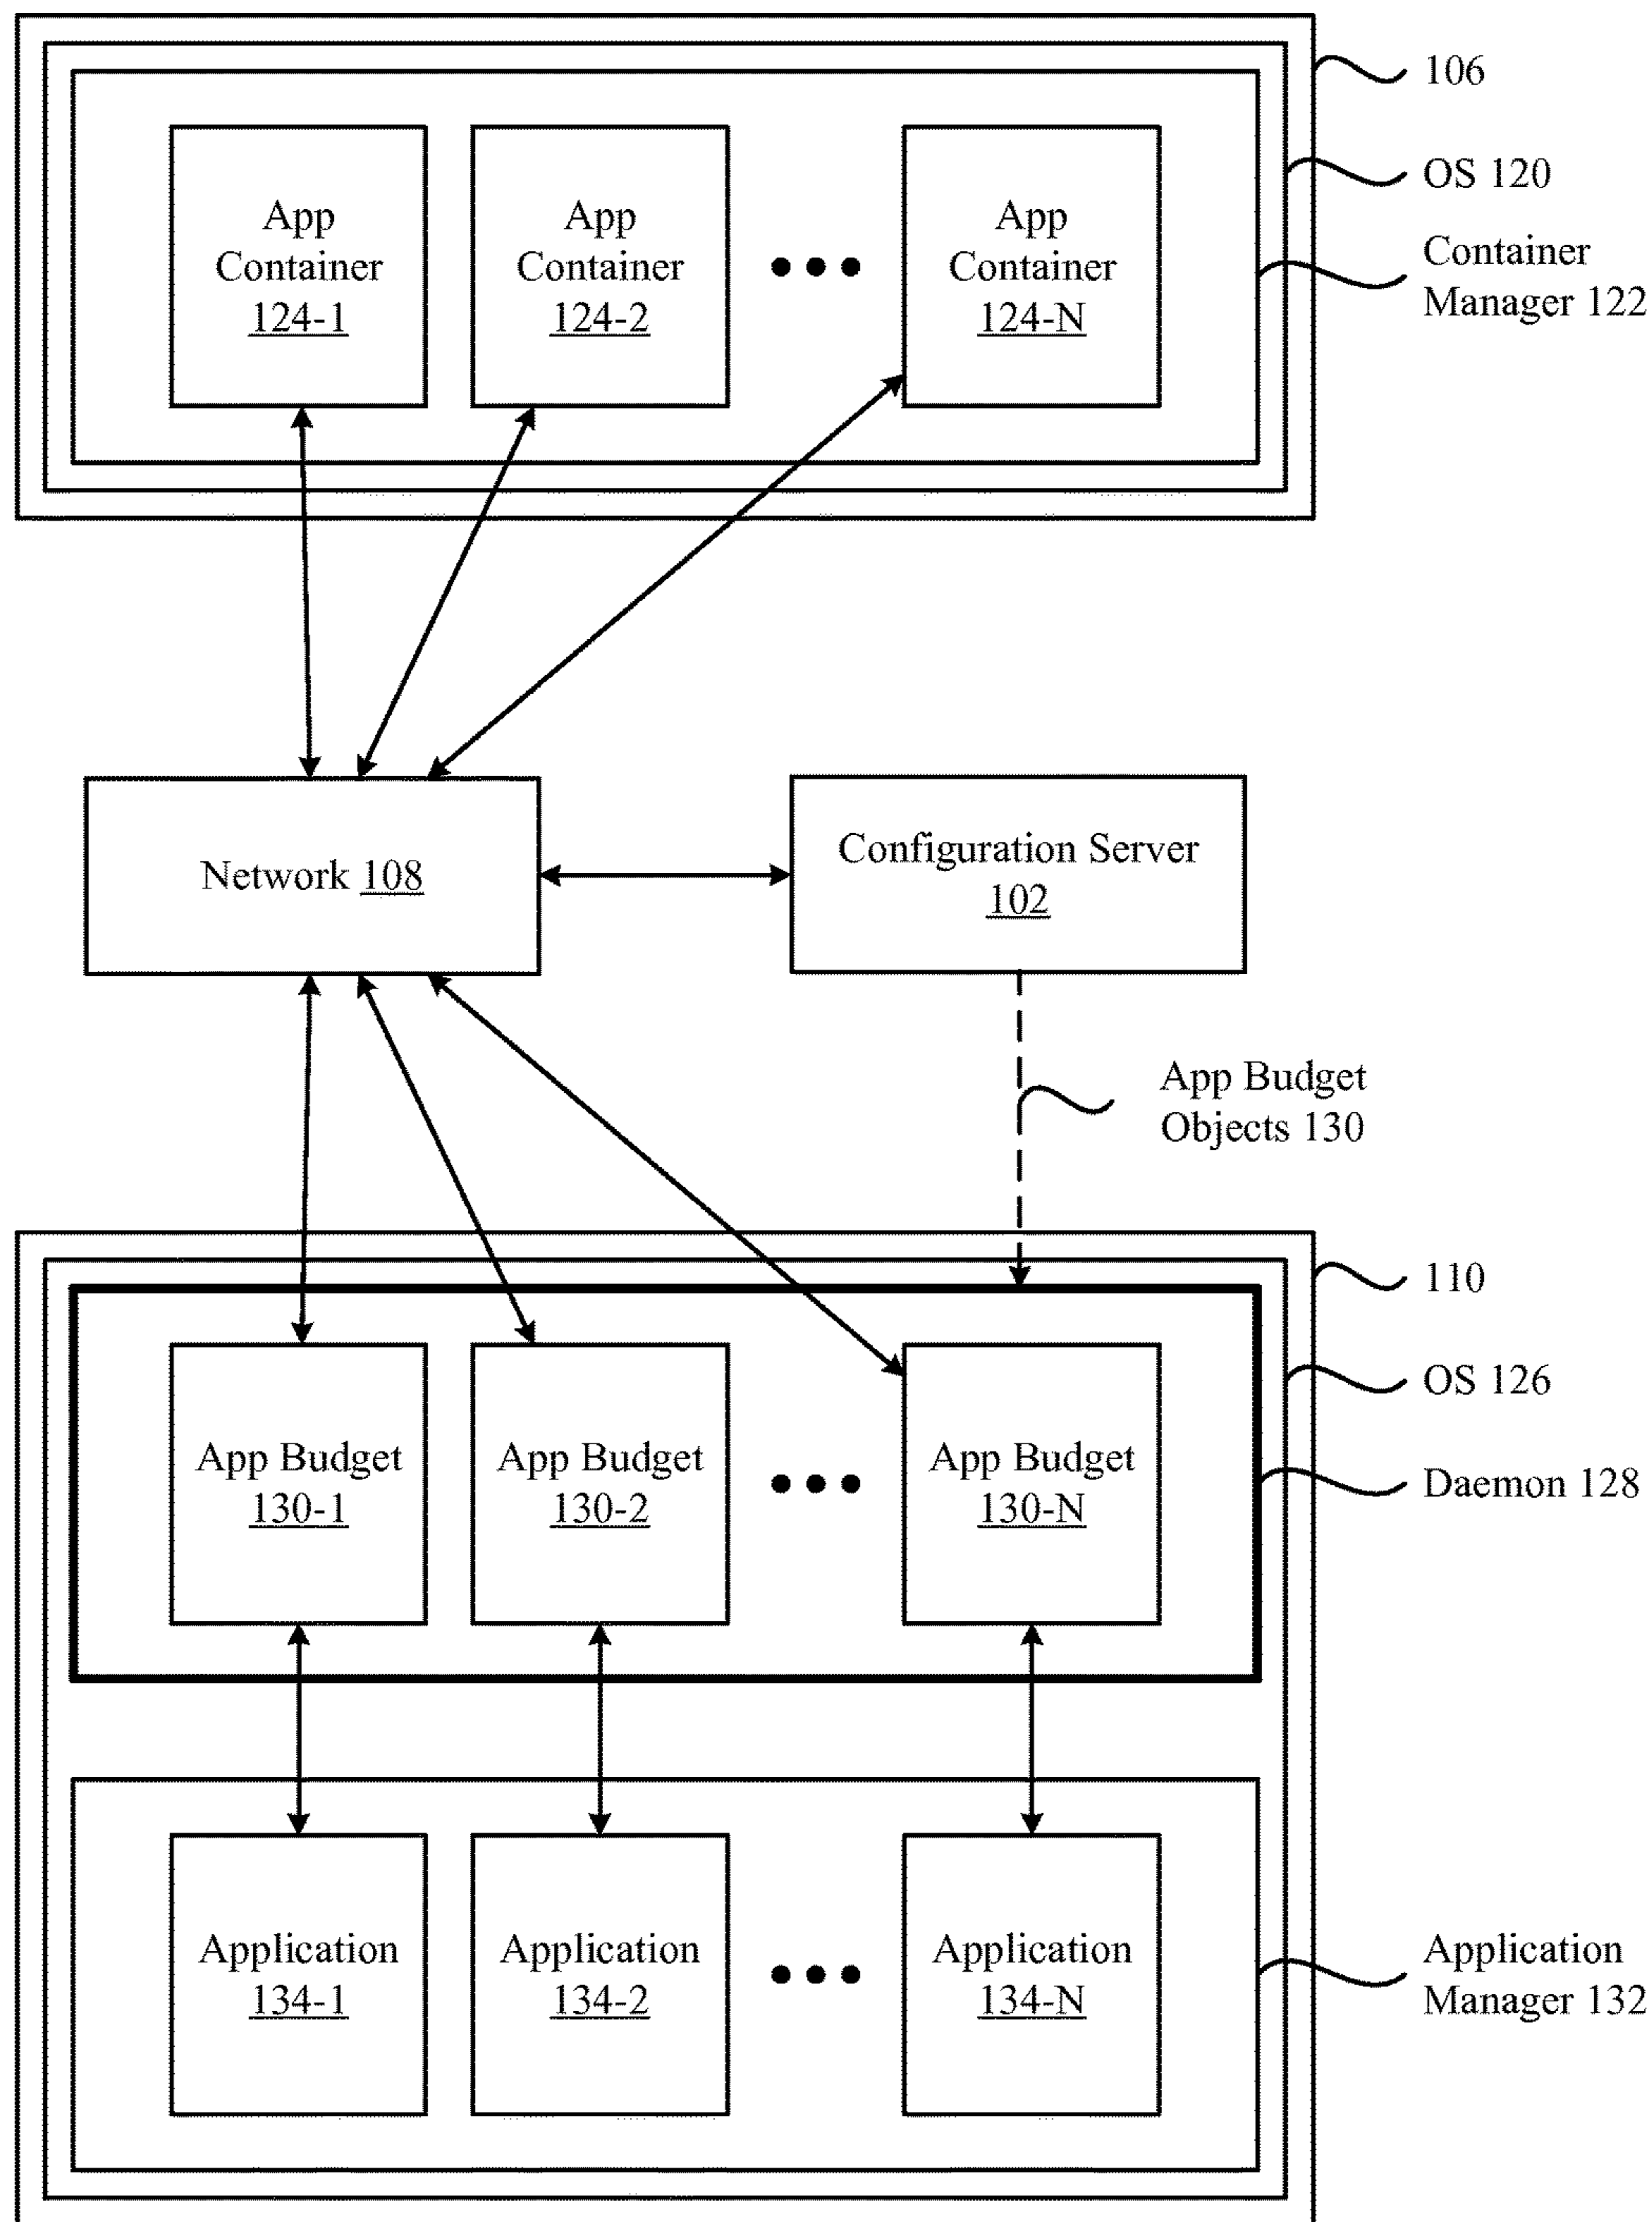 106
OS 120
Container
Manager 122
App
Container
124-1
App
Container
124-2
App
Container
124-N
Network 108
Configuration Server
102
App Budget
Objects 130
110
OS 126
Daemon 128
App Budget
130-1
App Budget
130-2
App Budget
130-N
Application
134-1
Application
134-2
Application
134-N
Application
Manager 132